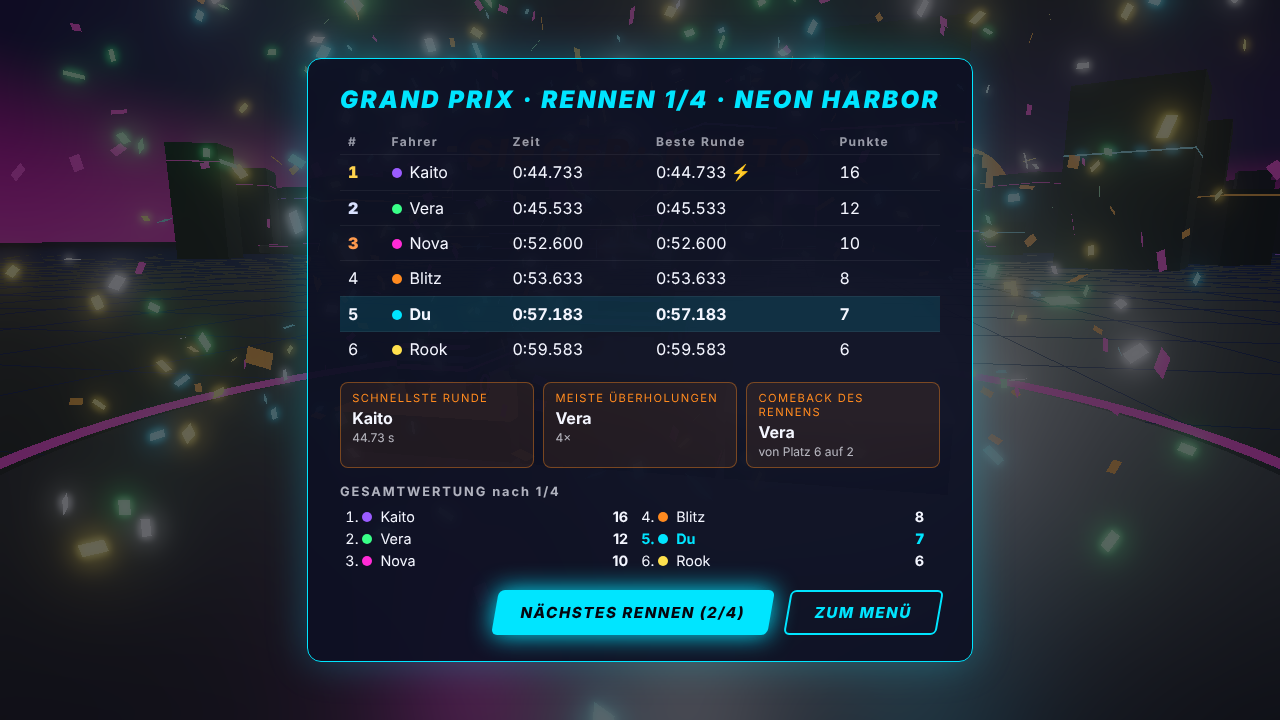 GRAND PRIX · RENNEN 1/4 · NEON HARBOR
# Fahrer Zeit Beste Runde Punkte
1 Kaito 0:44.733 0:44.733 ⚡ 16
2 Vera 0:45.533 0:45.533 12
3 Nova 0:52.600 0:52.600 10
4 Blitz 0:53.633 0:53.633 8
5 Du 0:57.183 0:57.183 7
6 Rook 0:59.583 0:59.583 6
SCHNELLSTE RUNDE
Kaito
44.73 s
MEISTE ÜBERHOLUNGEN
Vera
4×
COMEBACK DES
RENNENS
Vera
von Platz 6 auf 2
GESAMTWERTUNG nach 1/4
1. Kaito 16
2. Vera 12
3. Nova 10
4. Blitz 8
5. Du 7
6. Rook 6
NÄCHSTES RENNEN (2/4)
ZUM MENÜ